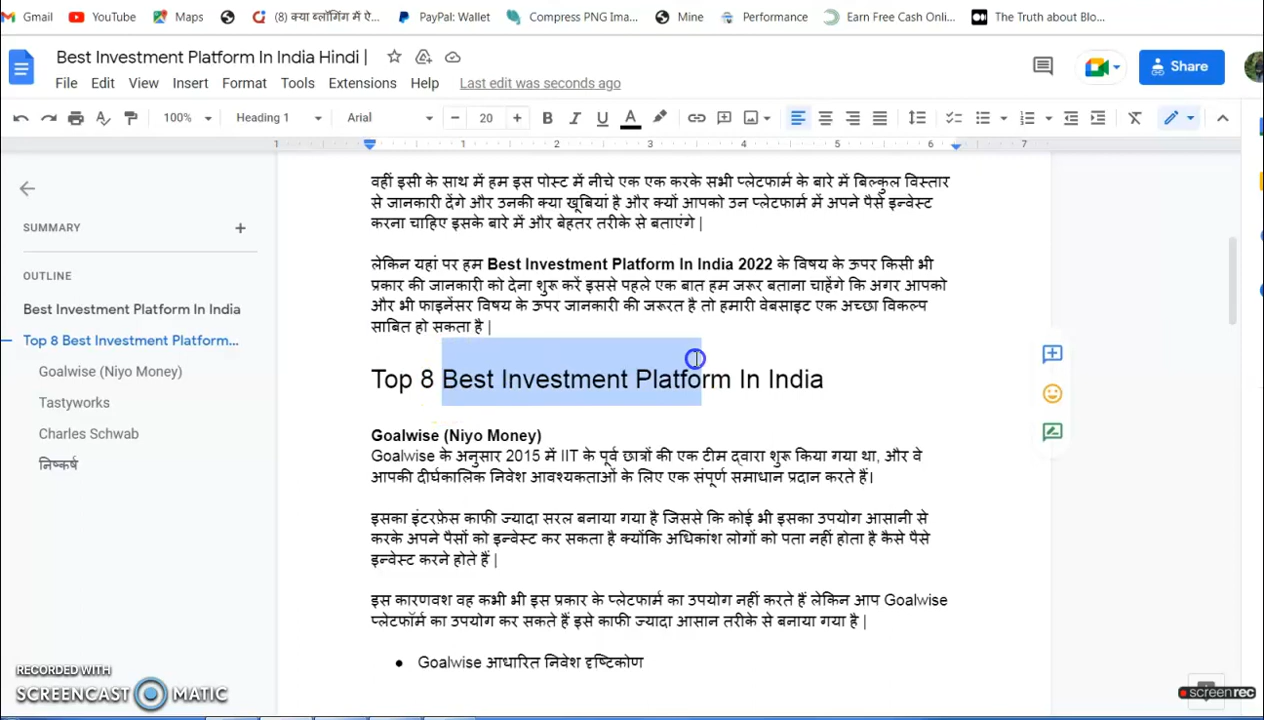 Gmail YouTube Maps (8) क्या ब्लॉगिंग में ऐ... PayPal: Wallet Compress PNG Ima... Mine Performance Earn Free Cash Onli... The Truth about Blo...
Best Investment Platform In India Hindi |
File Edit View Insert Format Tools Extensions Help Last edit was seconds ago
Share
100% Heading 1 Arial 20 B I U A
1 1 2 3 4 5 6 7
SUMMARY
OUTLINE
Best Investment Platform In India
Top 8 Best Investment Platform...
Goalwise (Niyo Money)
Tastyworks
Charles Schwab
निष्कर्ष
वहीं इसी के साथ में हम इस पोस्ट में नीचे एक एक करके सभी प्लेटफार्म के बारे में बिल्कुल विस्तार
से जानकारी देंगे और उनकी क्या खूबियां है और क्यों आपको उन प्लेटफार्म में अपने पैसे इन्वेस्ट
करना चाहिए इसके बारे में और बेहतर तरीके से बताएंगे |
लेकिन यहां पर हम Best Investment Platform In India 2022 के विषय के ऊपर किसी भी
प्रकार की जानकारी को देना शुरू करें इससे पहले एक बात हम जरूर बताना चाहेंगे कि अगर आपको
और भी फाइनेंसर विषय के ऊपर जानकारी की जरूरत है तो हमारी वेबसाइट एक अच्छा विकल्प
साबित हो सकता है |
Top 8 Best Investment Platform In India
Goalwise (Niyo Money)
Goalwise के अनुसार 2015 में IIT के पूर्व छात्रों की एक टीम द्वारा शुरू किया गया था, और वे
आपकी दीर्घकालिक निवेश आवश्यकताओं के लिए एक संपूर्ण समाधान प्रदान करते हैं।
इसका इंटरफ़ेस काफी ज्यादा सरल बनाया गया है जिससे कि कोई भी इसका उपयोग आसानी से
करके अपने पैसों को इन्वेस्ट कर सकता है क्योंकि अधिकांश लोगों को पता नहीं होता है कैसे पैसे
इन्वेस्ट करने होते हैं |
इस कारणवश वह कभी भी इस प्रकार के प्लेटफार्म का उपयोग नहीं करते हैं लेकिन आप Goalwise
प्लेटफॉर्म का उपयोग कर सकते हैं इसे काफी ज्यादा आसान तरीके से बनाया गया है |
● Goalwise आधारित निवेश दृष्टिकोण
RECORDED WITH
SCREENCAST MATIC
screenrec